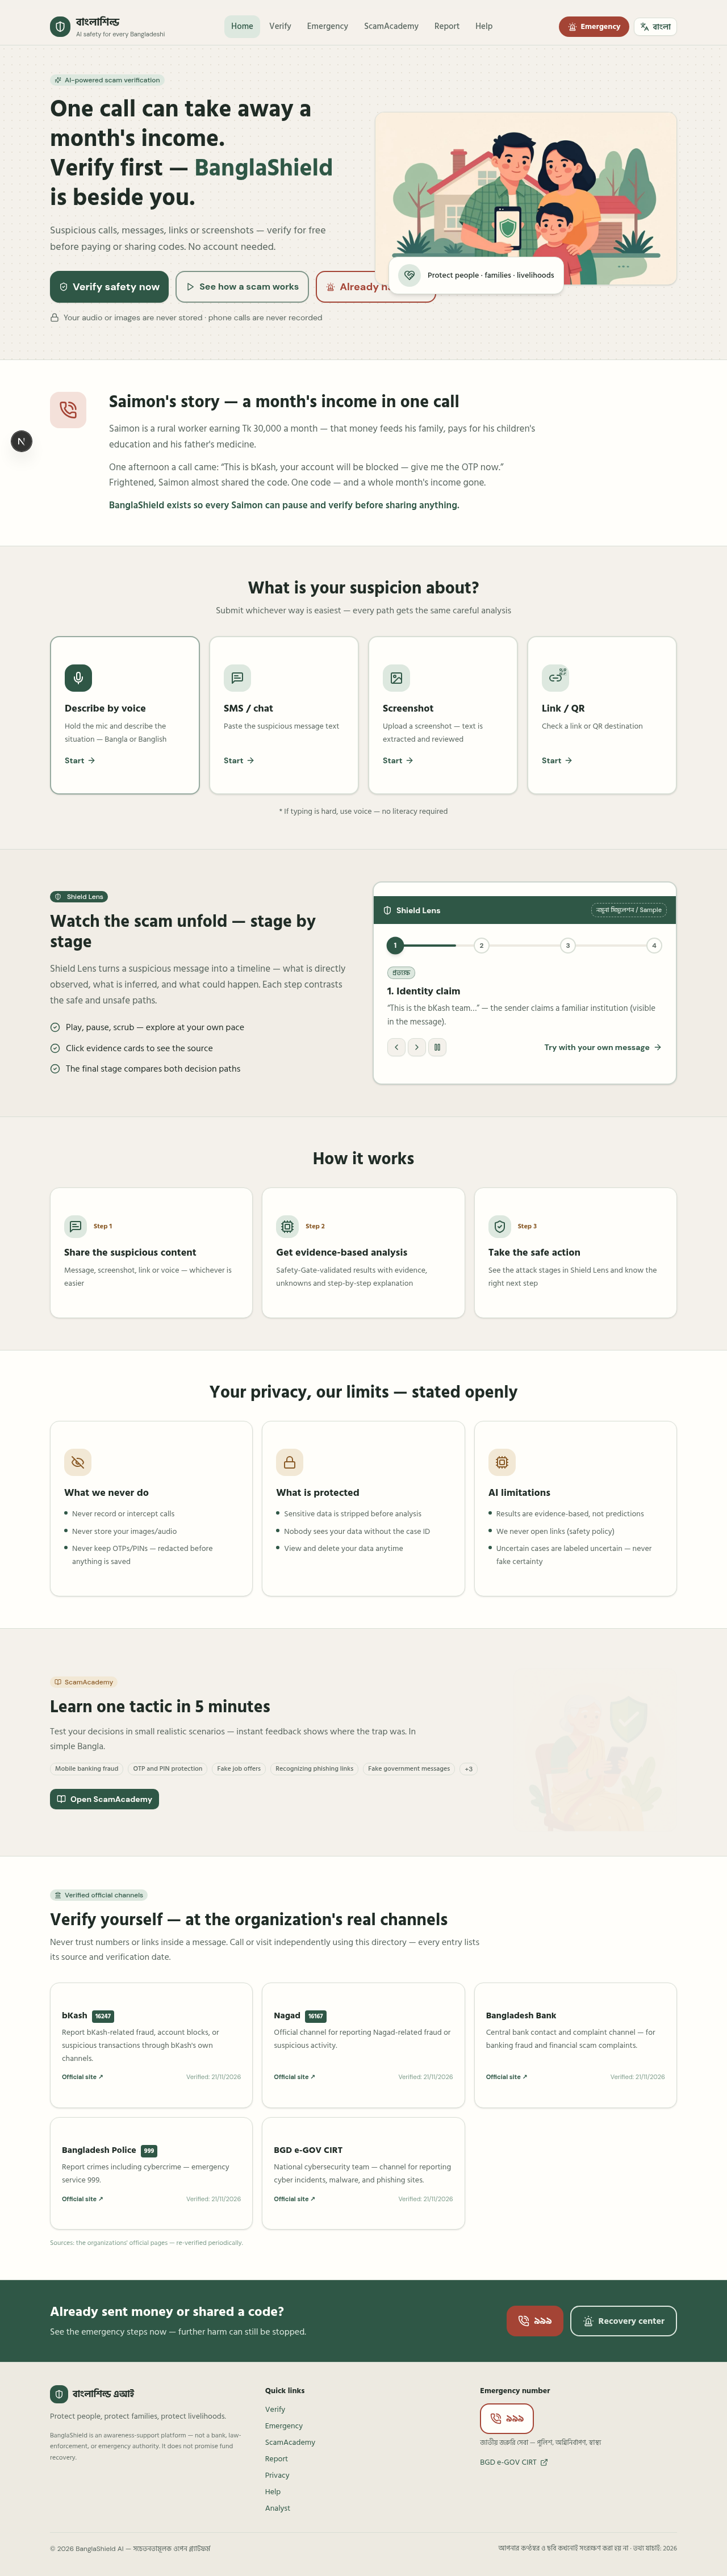 বাংলাশিল্ড
AI safety for every Bangladeshi
Home Verify Emergency ScamAcademy Report Help
Emergency
বাংলা
AI-powered scam verification
One call can take away a
month's income.
Verify first — BanglaShield
is beside you.
Suspicious calls, messages, links or screenshots — verify for free
before paying or sharing codes. No account needed.
Verify safety now
See how a scam works
Already
Protect people · families · livelihoods
Your audio or images are never stored · phone calls are never recorded
Saimon's story — a month's income in one call
Saimon is a rural worker earning Tk 30,000 a month — that money feeds his family, pays for his children's
education and his father's medicine.
One afternoon a call came: “This is bKash, your account will be blocked — give me the OTP now.”
Frightened, Saimon almost shared the code. One code — and a whole month's income gone.
BanglaShield exists so every Saimon can pause and verify before sharing anything.
N
What is your suspicion about?
Submit whichever way is easiest — every path gets the same careful analysis
Describe by voice
Hold the mic and describe the
situation — Bangla or Banglish
Start →
SMS / chat
Paste the suspicious message text
Start →
Screenshot
Upload a screenshot — text is
extracted and reviewed
Start →
Link / QR
Check a link or QR destination
Start →
* If typing is hard, use voice — no literacy required
Shield Lens
Watch the scam unfold — stage by
stage
Shield Lens turns a suspicious message into a timeline — what is directly
observed, what is inferred, and what could happen. Each step contrasts
the safe and unsafe paths.
Play, pause, scrub — explore at your own pace
Click evidence cards to see the source
The final stage compares both decision paths
Shield Lens
নমুনা সিমুলেশন / Sample
1 2 3 4
প্রত্যক্ষ
1. Identity claim
“This is the bKash team...” — the sender claims a familiar institution (visible
in the message).
Try with your own message →
How it works
Step 1
Share the suspicious content
Message, screenshot, link or voice — whichever is
easier
Step 2
Get evidence-based analysis
Safety-Gate-validated results with evidence,
unknowns and step-by-step explanation
Step 3
Take the safe action
See the attack stages in Shield Lens and know the
right next step
Your privacy, our limits — stated openly
What we never do
Never record or intercept calls
Never store your images/audio
Never keep OTPs/PINs — redacted before
anything is saved
What is protected
Sensitive data is stripped before analysis
Nobody sees your data without the case ID
View and delete your data anytime
AI limitations
Results are evidence-based, not predictions
We never open links (safety policy)
Uncertain cases are labeled uncertain — never
fake certainty
ScamAcademy
Learn one tactic in 5 minutes
Test your decisions in small realistic scenarios — instant feedback shows where the trap was. In
simple Bangla.
Mobile banking fraud
OTP and PIN protection
Fake job offers
Recognizing phishing links
Fake government messages
+3
Open ScamAcademy
Verified official channels
Verify yourself — at the organization's real channels
Never trust numbers or links inside a message. Call or visit independently using this directory — every entry lists
its source and verification date.
bKash 16247
Report bKash-related fraud, account blocks, or
suspicious transactions through bKash's own
channels.
Official site ↗ Verified: 21/11/2026
Nagad 16167
Official channel for reporting Nagad-related fraud or
suspicious activity.
Official site ↗ Verified: 21/11/2026
Bangladesh Bank
Central bank contact and complaint channel — for
banking fraud and financial scam complaints.
Official site ↗ Verified: 21/11/2026
Bangladesh Police 999
Report crimes including cybercrime — emergency
service 999.
Official site ↗ Verified: 21/11/2026
BGD e-GOV CIRT
National cybersecurity team — channel for reporting
cyber incidents, malware, and phishing sites.
Official site ↗ Verified: 21/11/2026
Sources: the organizations' official pages — re-verified periodically.
Already sent money or shared a code?
See the emergency steps now — further harm can still be stopped.
৯৯৯
Recovery center
বাংলাশিল্ড এআই
Protect people, protect families, protect livelihoods.
BanglaShield is an awareness-support platform — not a bank, law-
enforcement, or emergency authority. It does not promise fund
recovery.
Quick links
Verify
Emergency
ScamAcademy
Report
Privacy
Help
Analyst
Emergency number
৯৯৯
জাতীয় জরুরি সেবা — পুলিশ, অগ্নিনির্বাপণ, স্বাস্থ্য
BGD e-GOV CIRT
© 2026 BanglaShield AI — সচেতনতামূলক ওপেন প্ল্যাটফর্ম
আপনার কণ্ঠস্বর ও ছবি কখনোই সংরক্ষণ করা হয় না · তথ্য যাচাই: 2026